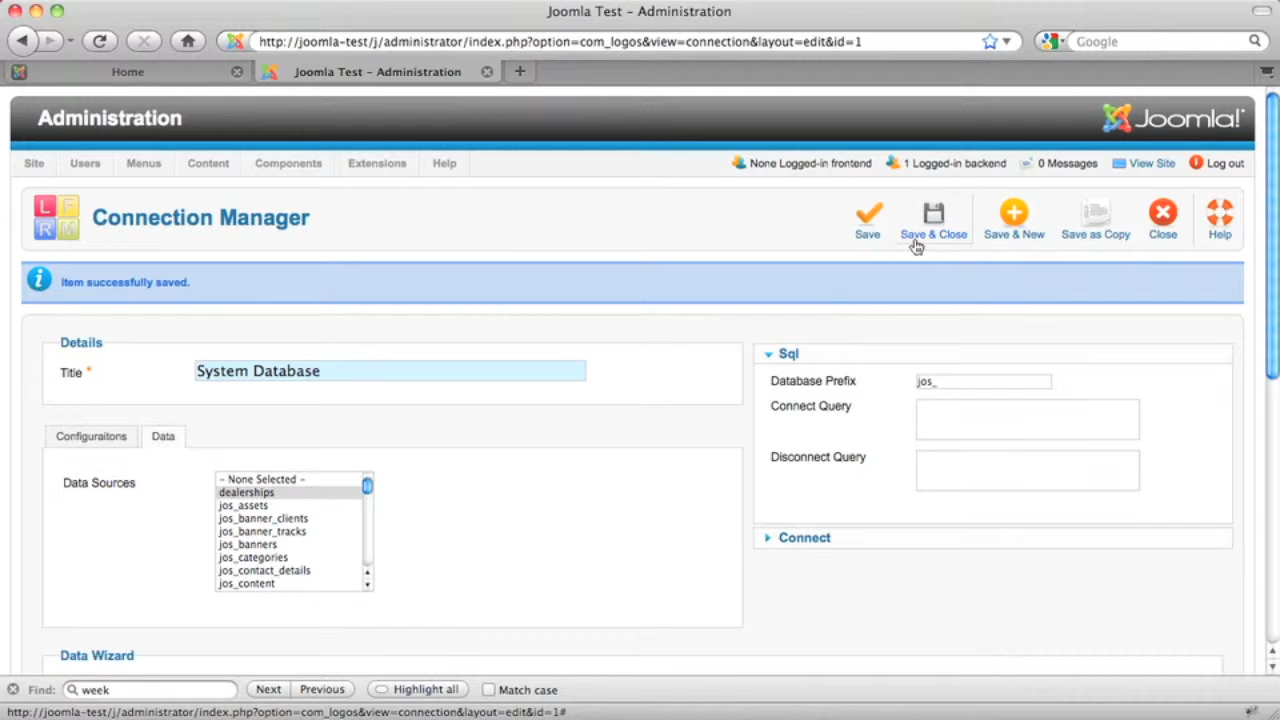 Joomla Test - Administration
http://joomla-test/j/administrator/index.php?option=com_logos&view=connection&layout=edit&id=1
Google
Home
Joomla Test - Administration
Administration
Joomla!
Site Users Menus Content Components Extensions Help
None Logged-in frontend 1 Logged-in backend 0 Messages View Site Log out
L F R M
Connection Manager
Save Save & Close Save & New Save as Copy Close Help
Item successfully saved.
Details
Title *
System Database
Sql
Database Prefix
jos_
Connect Query
Disconnect Query
Configuraitons Data
Data Sources
- None Selected -
dealerships
jos_assets
jos_banner_clients
jos_banner_tracks
jos_banners
jos_categories
jos_contact_details
jos_content
Connect
Data Wizard
Find: week Next Previous Highlight all Match case
http://joomla-test/j/administrator/index.php?option=com_logos&view=connection&layout=edit&id=1#